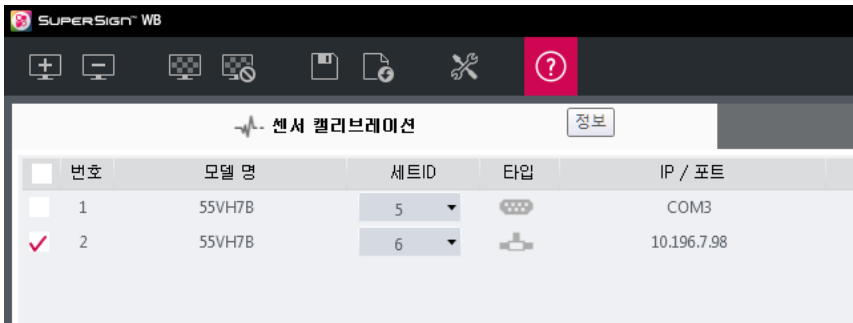 SUPERSIGN™ WB
센서 캘리브레이션 정보
번호 모델 명 세트ID 타입 IP / 포트
1 55VH7B 5 COM3
2 55VH7B 6 10.196.7.98